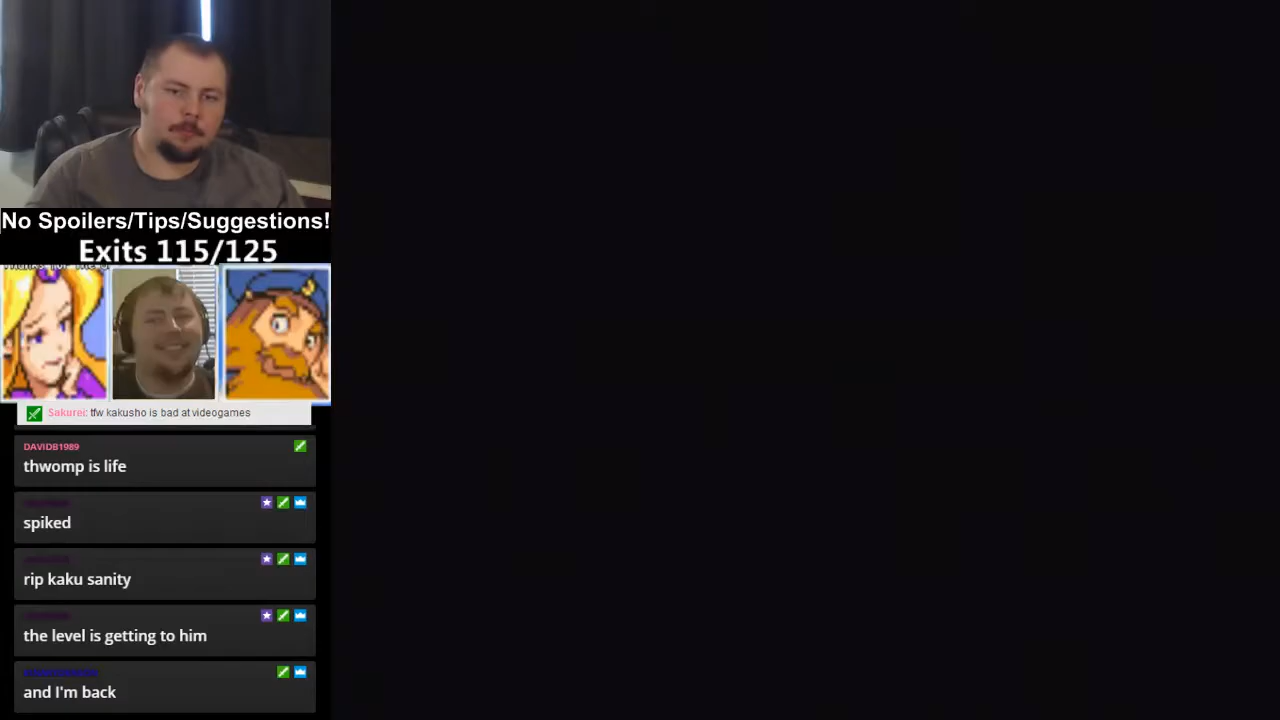 No Spoilers/Tips/Suggestions!
Exits 115/125
Sakurei: tfw kakusho is bad at videogames
DAVIDB1989
thwomp is life
spiked
rip kaku sanity
the level is getting to him
and I'm back